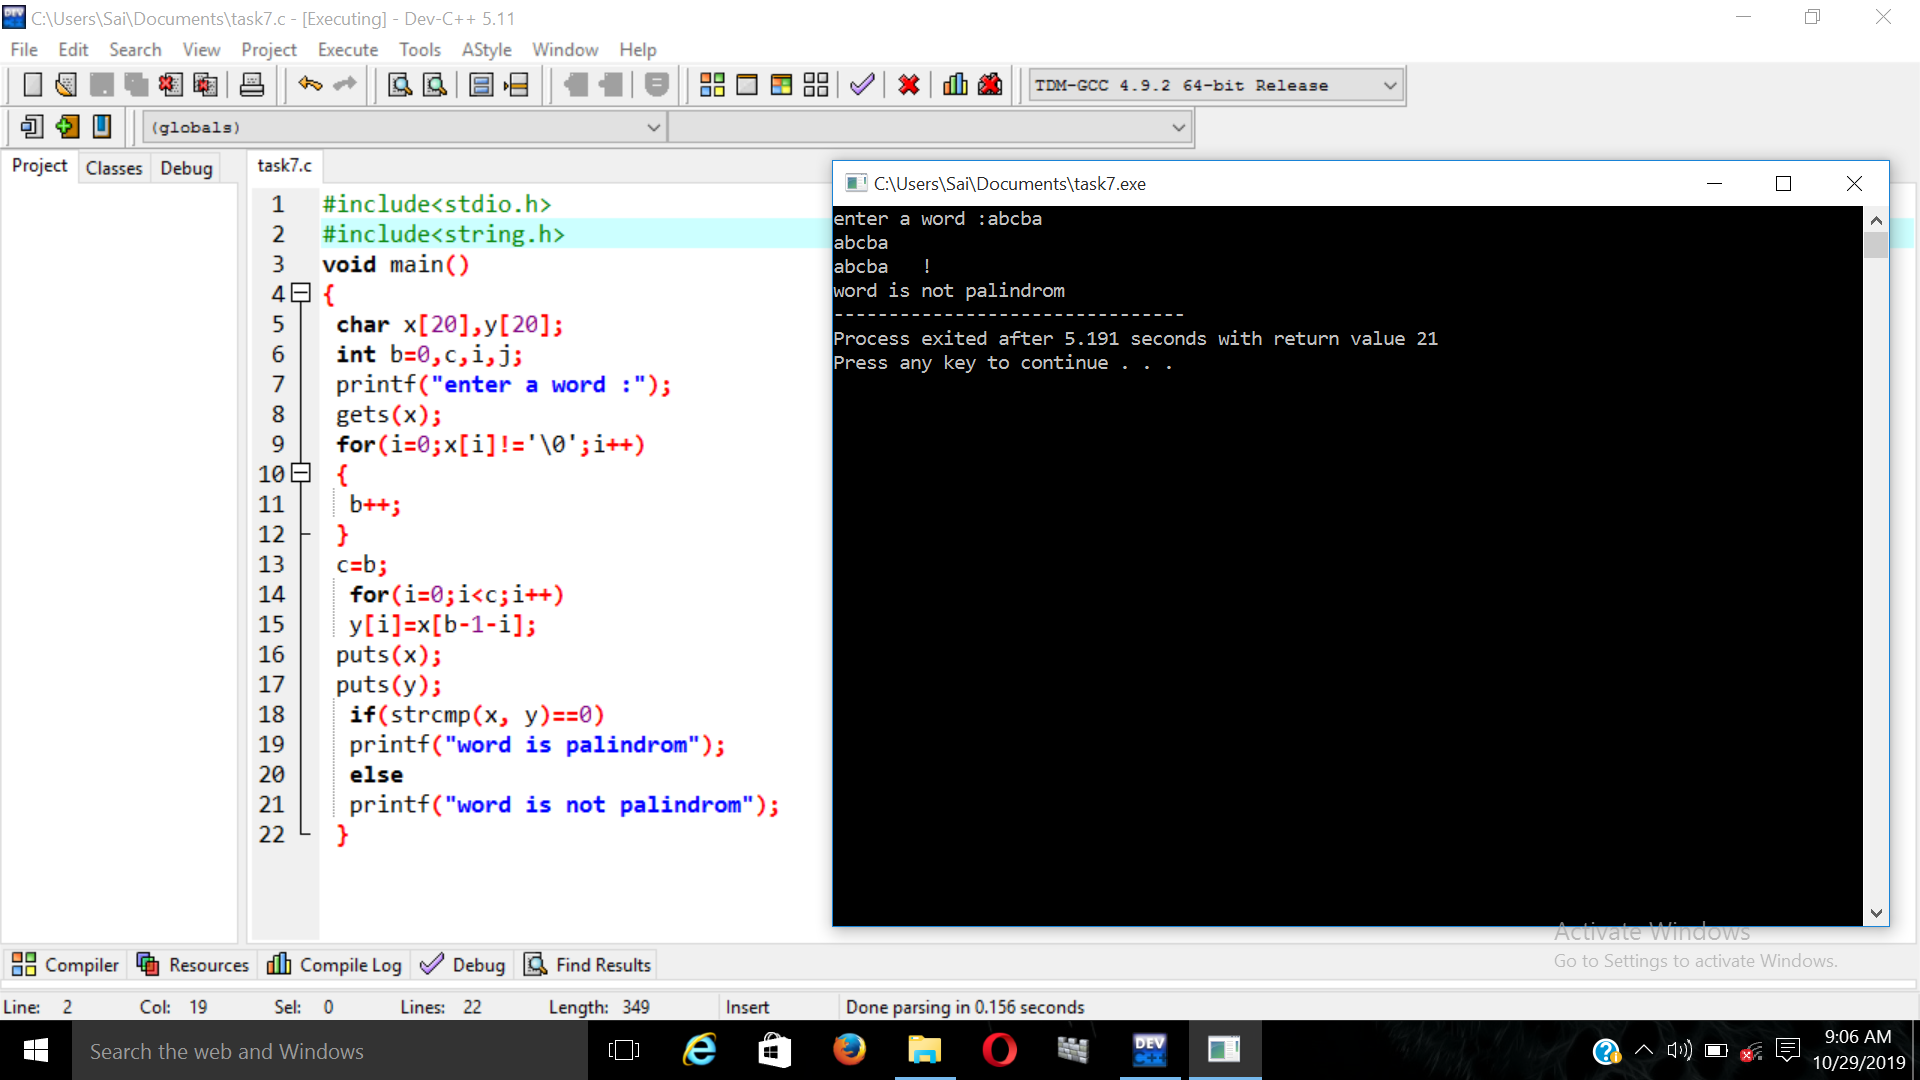 C:\Users\Sai\Documents\task7.c - [Executing] - Dev-C++ 5.11
File Edit Search View Project Execute Tools AStyle Window Help
TDM-GCC 4.9.2 64-bit Release
(globals)
Project Classes Debug
task7.c
1 #include<stdio.h>
2 #include<string.h>
3 void main()
4 {
5 char x[20],y[20];
6 int b=0,c,i,j;
7 printf("enter a word :");
8 gets(x);
9 for(i=0;x[i]!='\0';i++)
10 {
11 b++;
12 }
13 c=b;
14 for(i=0;i<c;i++)
15 y[i]=x[b-1-i];
16 puts(x);
17 puts(y);
18 if(strcmp(x, y)==0)
19 printf("word is palindrom");
20 else
21 printf("word is not palindrom");
22 }
C:\Users\Sai\Documents\task7.exe
enter a word :abcba
abcba
abcba   !
word is not palindrom
--------------------------------
Process exited after 5.191 seconds with return value 21
Press any key to continue . . .
Activate Windows
Go to Settings to activate Windows.
Compiler Resources Compile Log Debug Find Results
Line: 2 Col: 19 Sel: 0 Lines: 22 Length: 349 Insert Done parsing in 0.156 seconds
Search the web and Windows
DEV C++
9:06 AM
10/29/2019